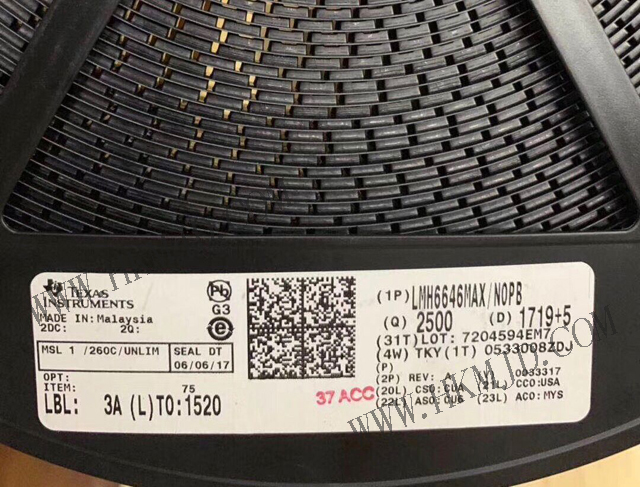 TEXAS
INSTRUMENTS
MADE IN: Malaysia
2DC: 2Q:
G3
e
MSL 1 /260C/UNLIM
SEAL DT
06/06/17
OPT:
ITEM: 75
LBL: 3A (L)TO:1520
37 ACC
(1P) LMH6646MAX/NOPB
(Q) 2500 (D) 1719+5
(31T) LOT: 7204594EM7
(4W) TKY(1T) 0533008ZDJ
(P)
(2P) REV: 0033317
(20L) CSO:CUA (21L) CCO:USA
(22L) ASO:CU6 (23L) ACO:MYS
WWW.HKMJD.COM